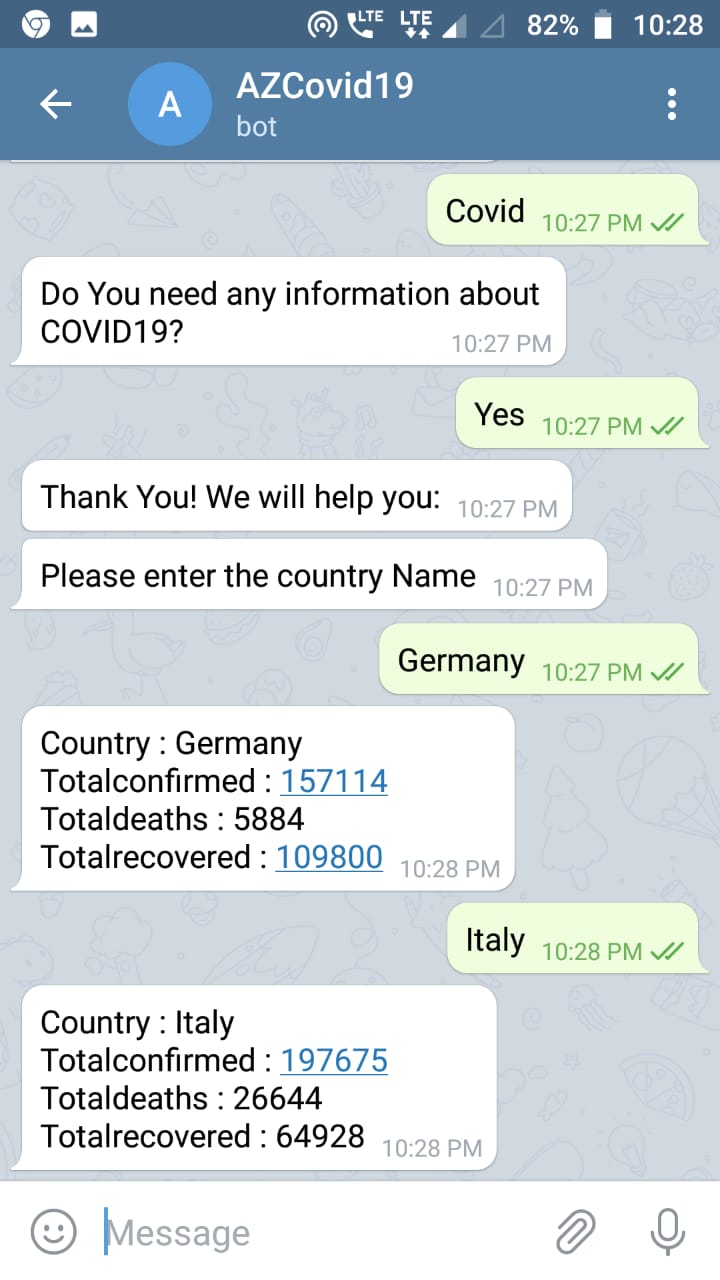 LTE LTE 82% 10:28
A AZCovid19
bot
Covid 10:27 PM
Do You need any information about
COVID19? 10:27 PM
Yes 10:27 PM
Thank You! We will help you: 10:27 PM
Please enter the country Name 10:27 PM
Germany 10:27 PM
Country : Germany
Totalconfirmed : 157114
Totaldeaths : 5884
Totalrecovered : 109800 10:28 PM
Italy 10:28 PM
Country : Italy
Totalconfirmed : 197675
Totaldeaths : 26644
Totalrecovered : 64928 10:28 PM
Message